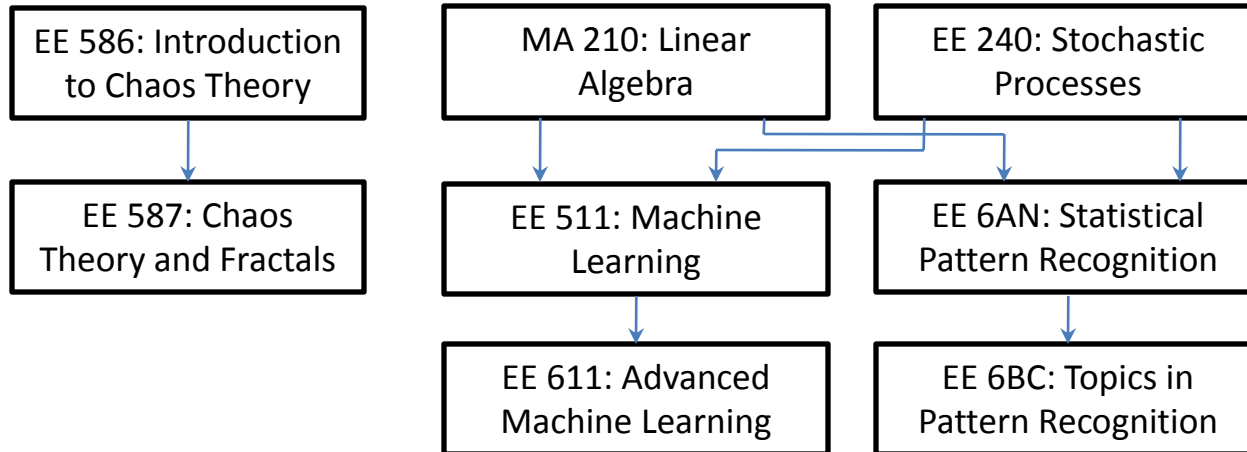 EE 586: Introduction
to Chaos Theory
MA 210: Linear
Algebra
EE 240: Stochastic
Processes
EE 587: Chaos
Theory and Fractals
EE 511: Machine
Learning
EE 6AN: Statistical
Pattern Recognition
EE 611: Advanced
Machine Learning
EE 6BC: Topics in
Pattern Recognition